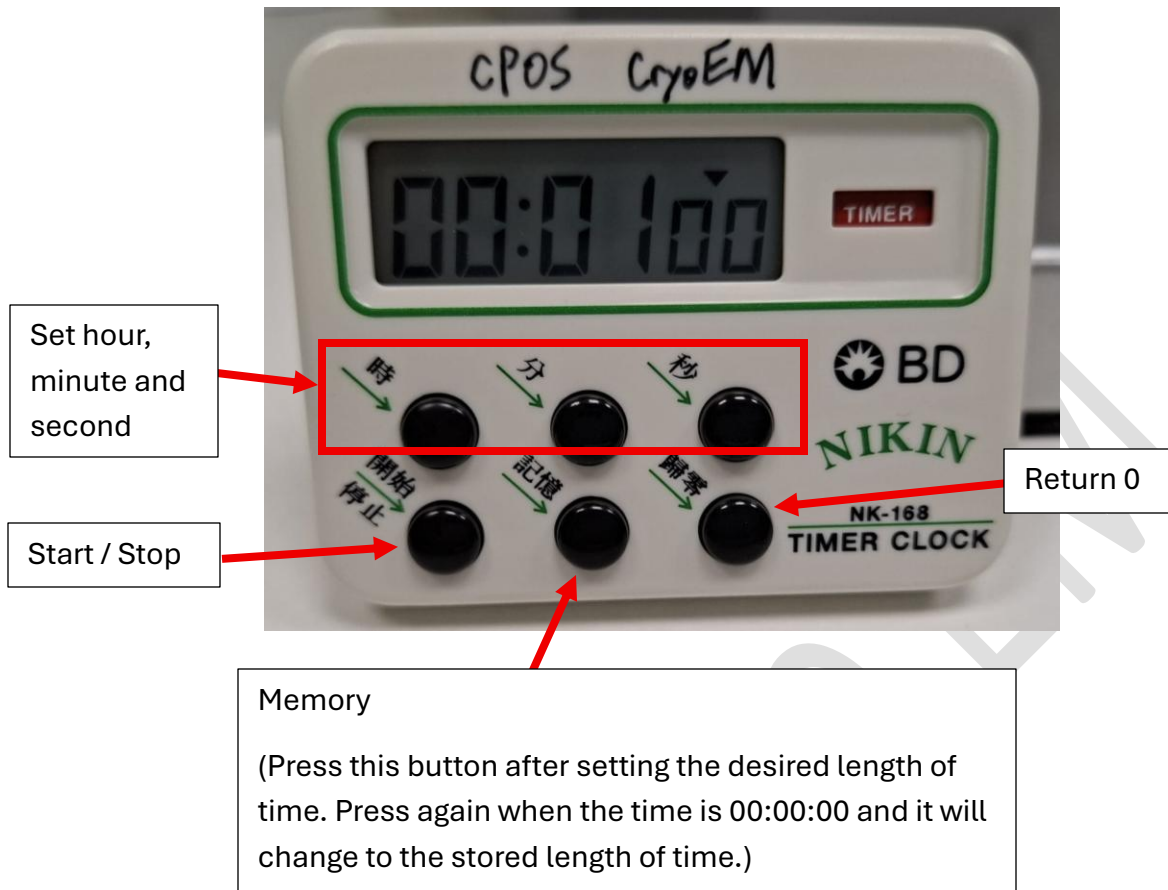 CPOS CryoEM
00:01 00
TIMER
Set hour,
minute and
second
時 分 秒
BD
NIKIN
開始
停止
記憶
歸零
Return 0
NK-168
TIMER CLOCK
Start / Stop
Memory
(Press this button after setting the desired length of
time. Press again when the time is 00:00:00 and it will
change to the stored length of time.)